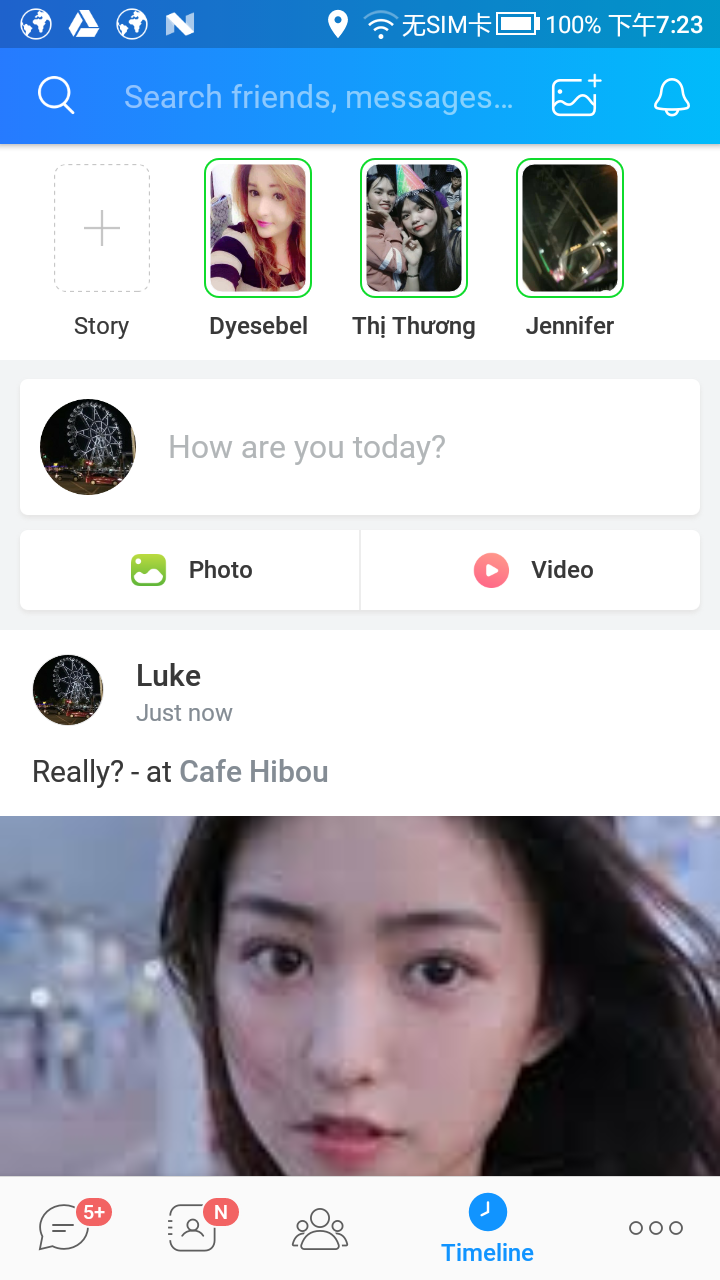 无SIM卡 100% 下午7:23
Search friends, messages...
Story
Dyesebel
Thị Thương
Jennifer
How are you today?
Photo
Video
Luke
Just now
Really? - at Cafe Hibou
5+
N
Timeline